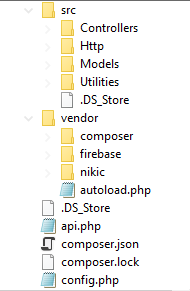 src
Controllers
Http
Models
Utilities
.DS_Store
vendor
composer
firebase
nikic
autoload.php
.DS_Store
api.php
composer.json
composer.lock
config.php